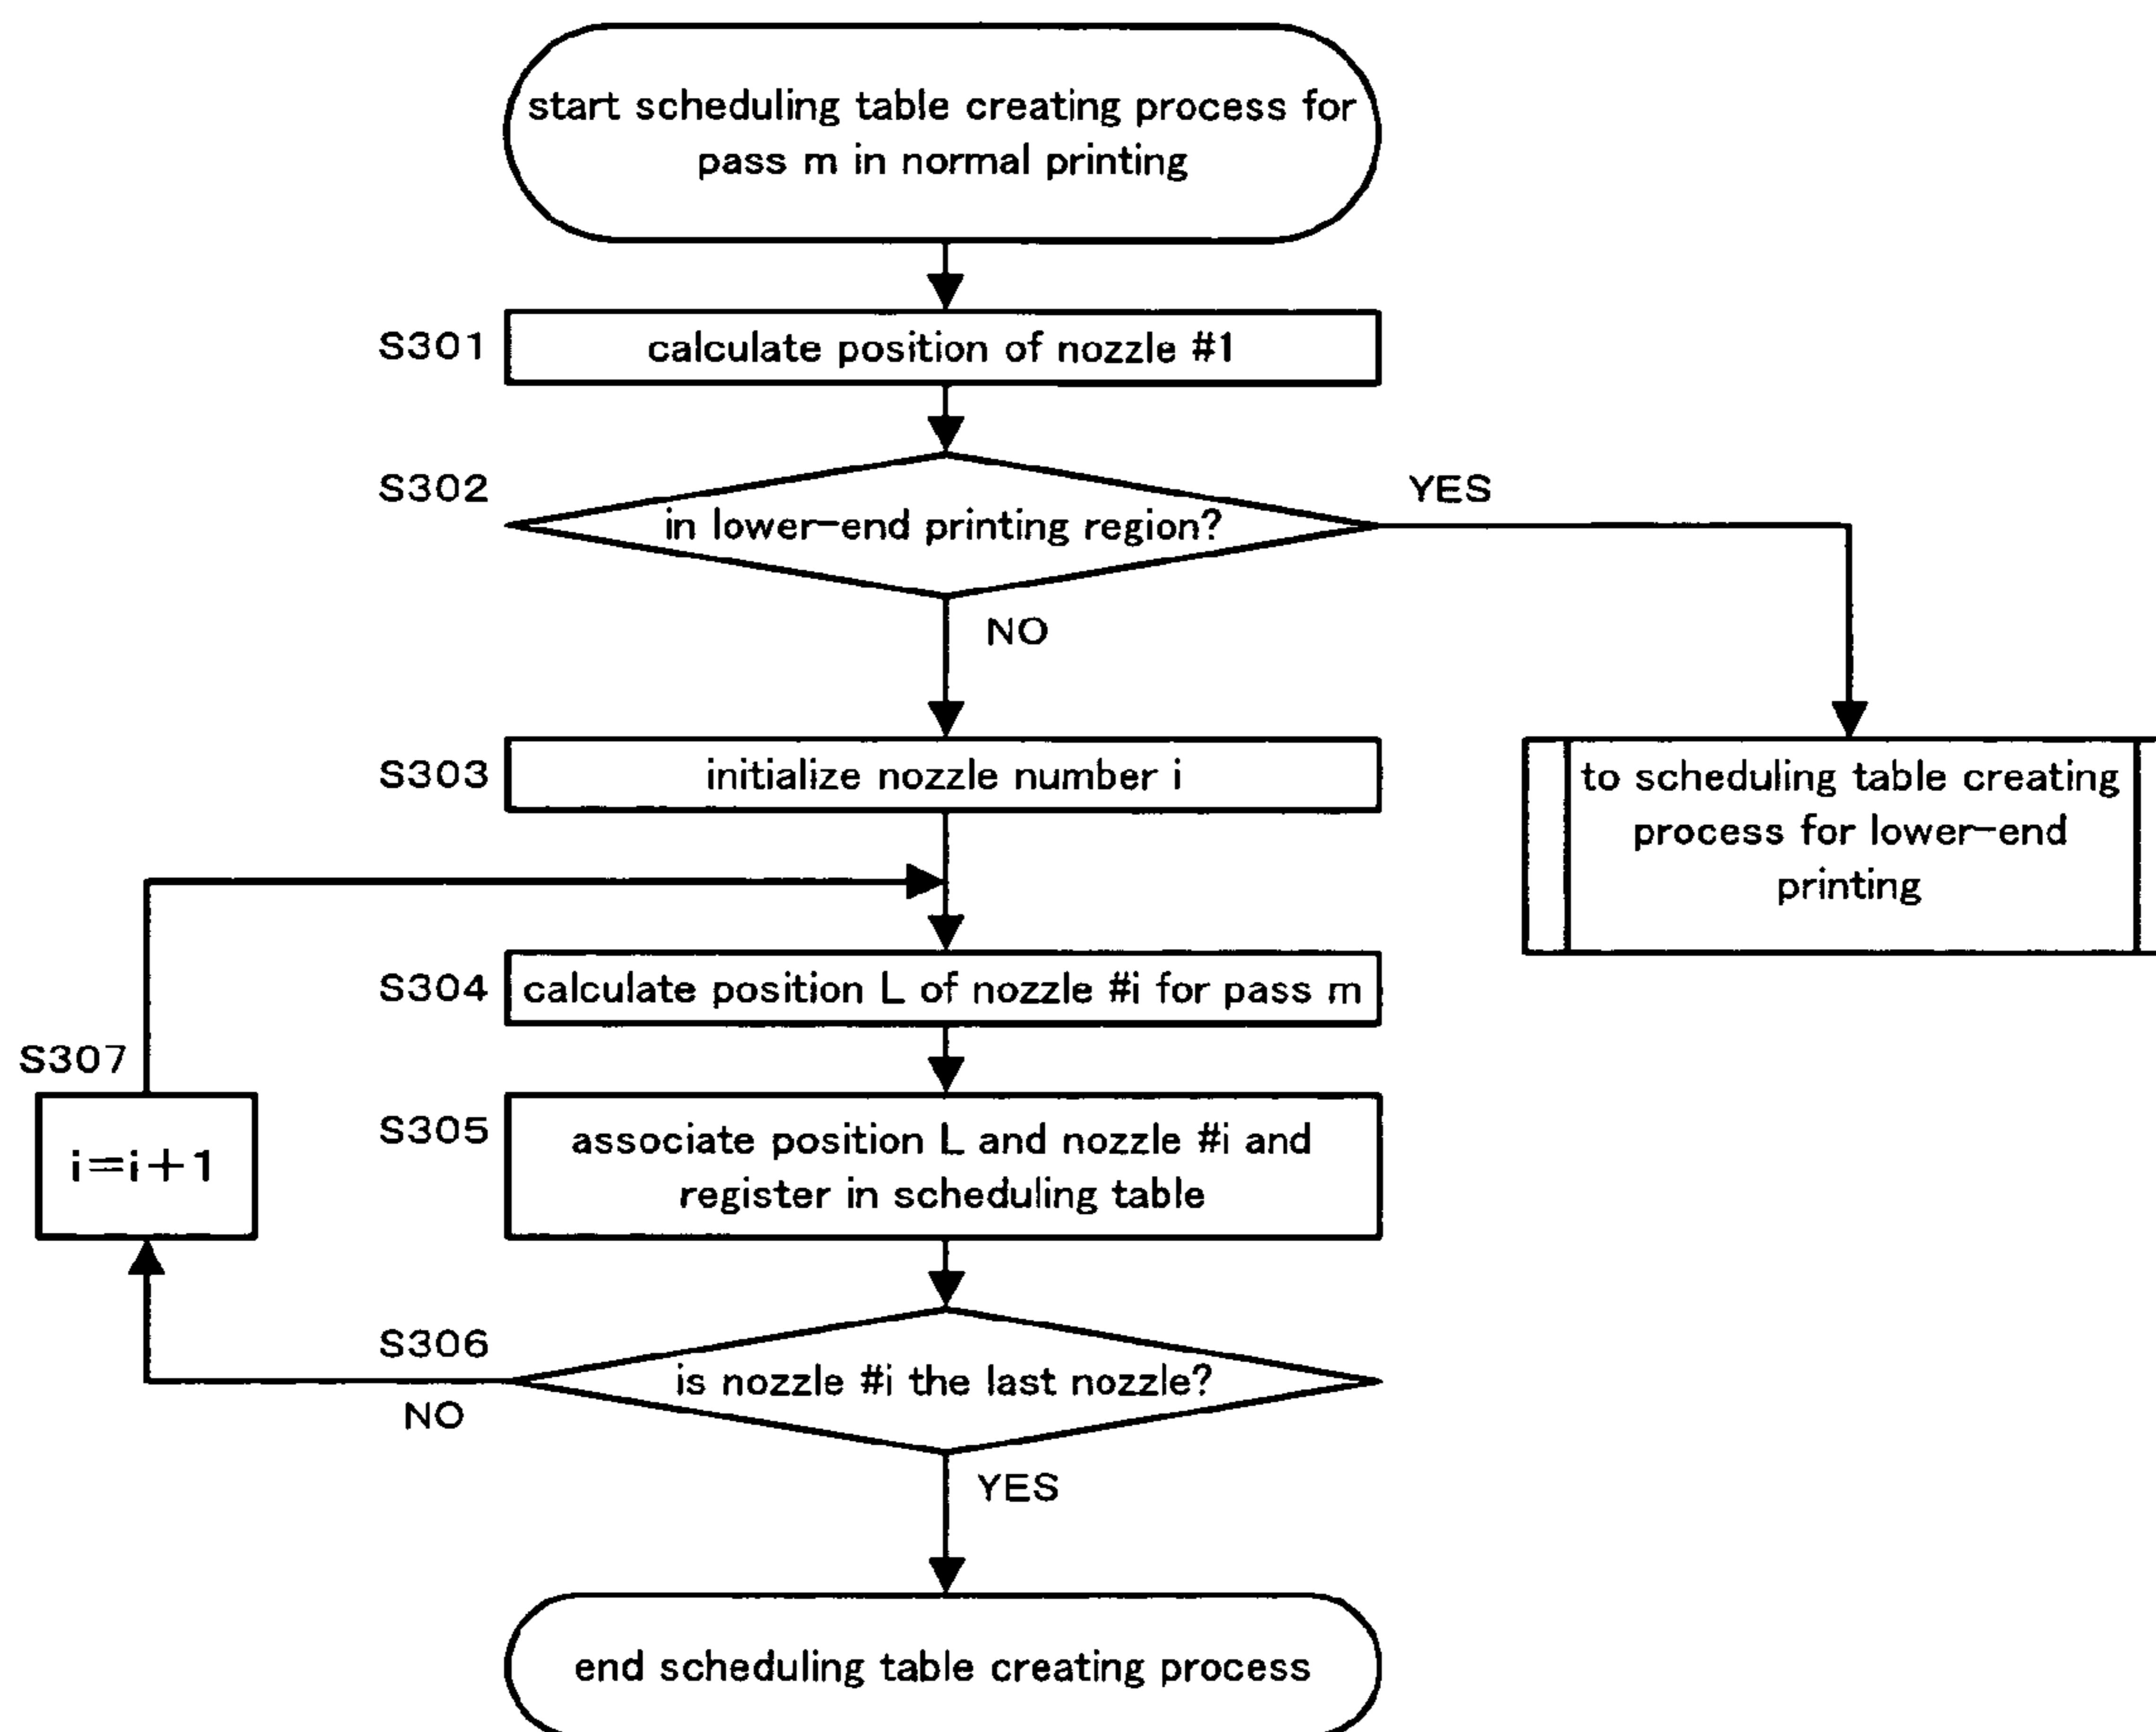 start scheduling table creating process for
pass m in normal printing
S301
calculate position of nozzle #1
S302
in lower-end printing region?
YES
NO
S303
initialize nozzle number i
to scheduling table creating
process for lower-end
printing
S304
calculate position L of nozzle #i for pass m
S307
i=i+1
S305
associate position L and nozzle #i and
register in scheduling table
S306
is nozzle #i the last nozzle?
NO
YES
end scheduling table creating process